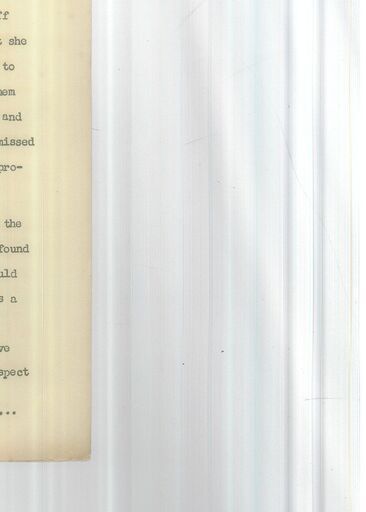 ff
t she
to
hem
and
missed
pro-
the
found
uld
s a
ve
spect
...